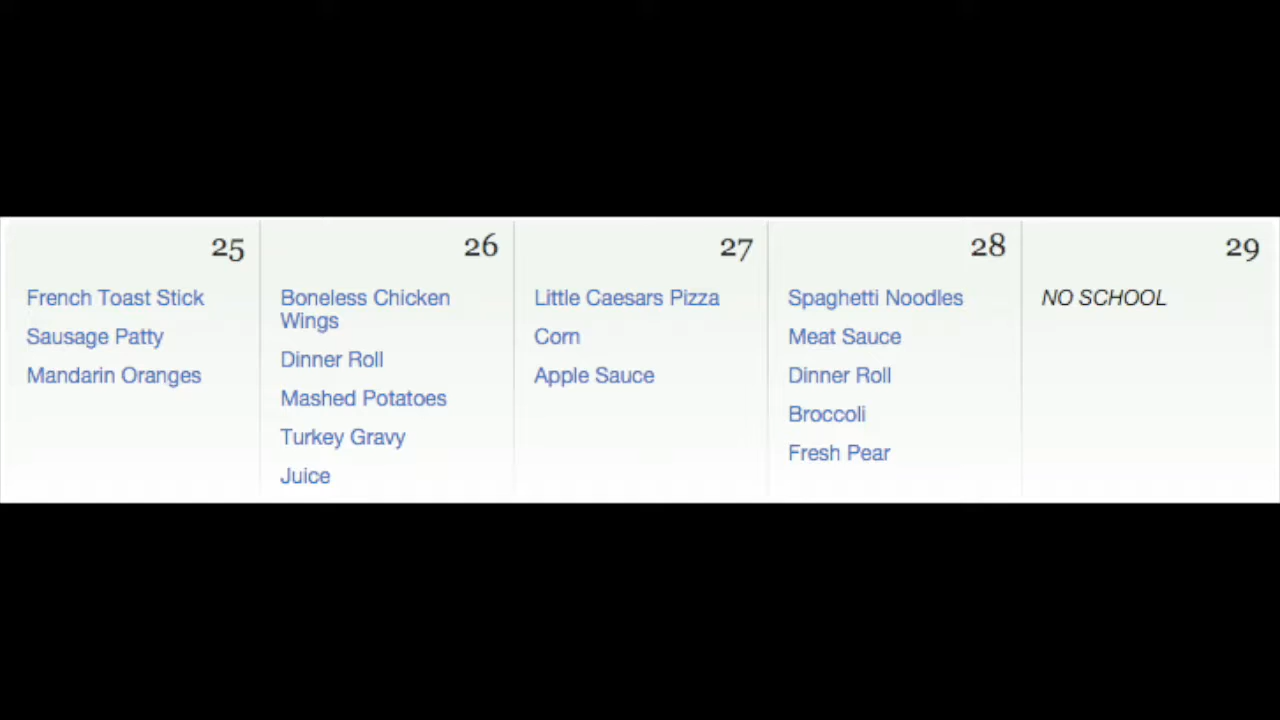 25
French Toast Stick
Sausage Patty
Mandarin Oranges
26
Boneless Chicken
Wings
Dinner Roll
Mashed Potatoes
Turkey Gravy
Juice
27
Little Caesars Pizza
Corn
Apple Sauce
28
Spaghetti Noodles
Meat Sauce
Dinner Roll
Broccoli
Fresh Pear
29
NO SCHOOL